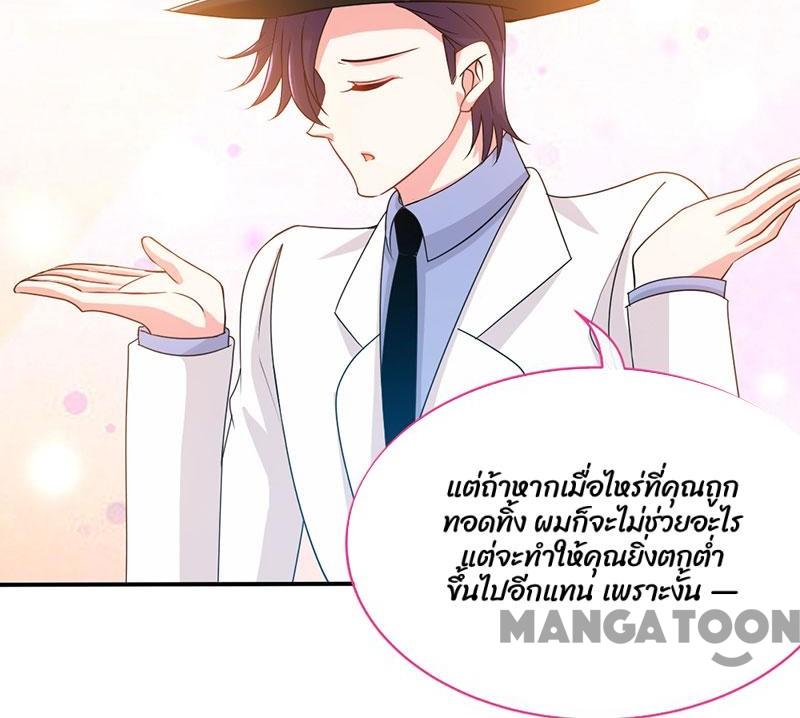 แต่ถ้าหากเมื่อไหร่ที่คุณถูก
ทอดทิ้ง ผมก็จะไม่ช่วยอะไร
แต่จะทำให้คุณยิ่งตกต่ำ
ขึ้นไปอีกแทน เพราะงั้น —
MANGATOON